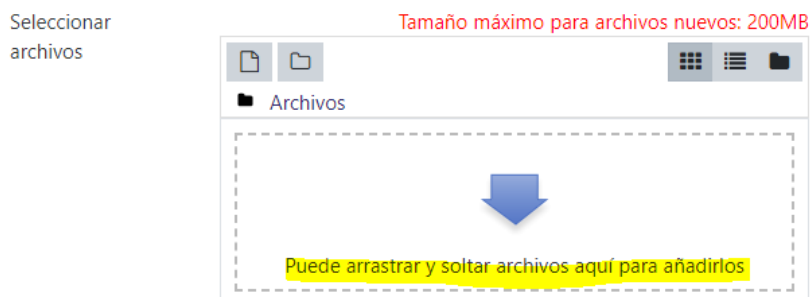 Seleccionar
archivos
Tamaño máximo para archivos nuevos: 200MB
Archivos
Puede arrastrar y soltar archivos aquí para añadirlos